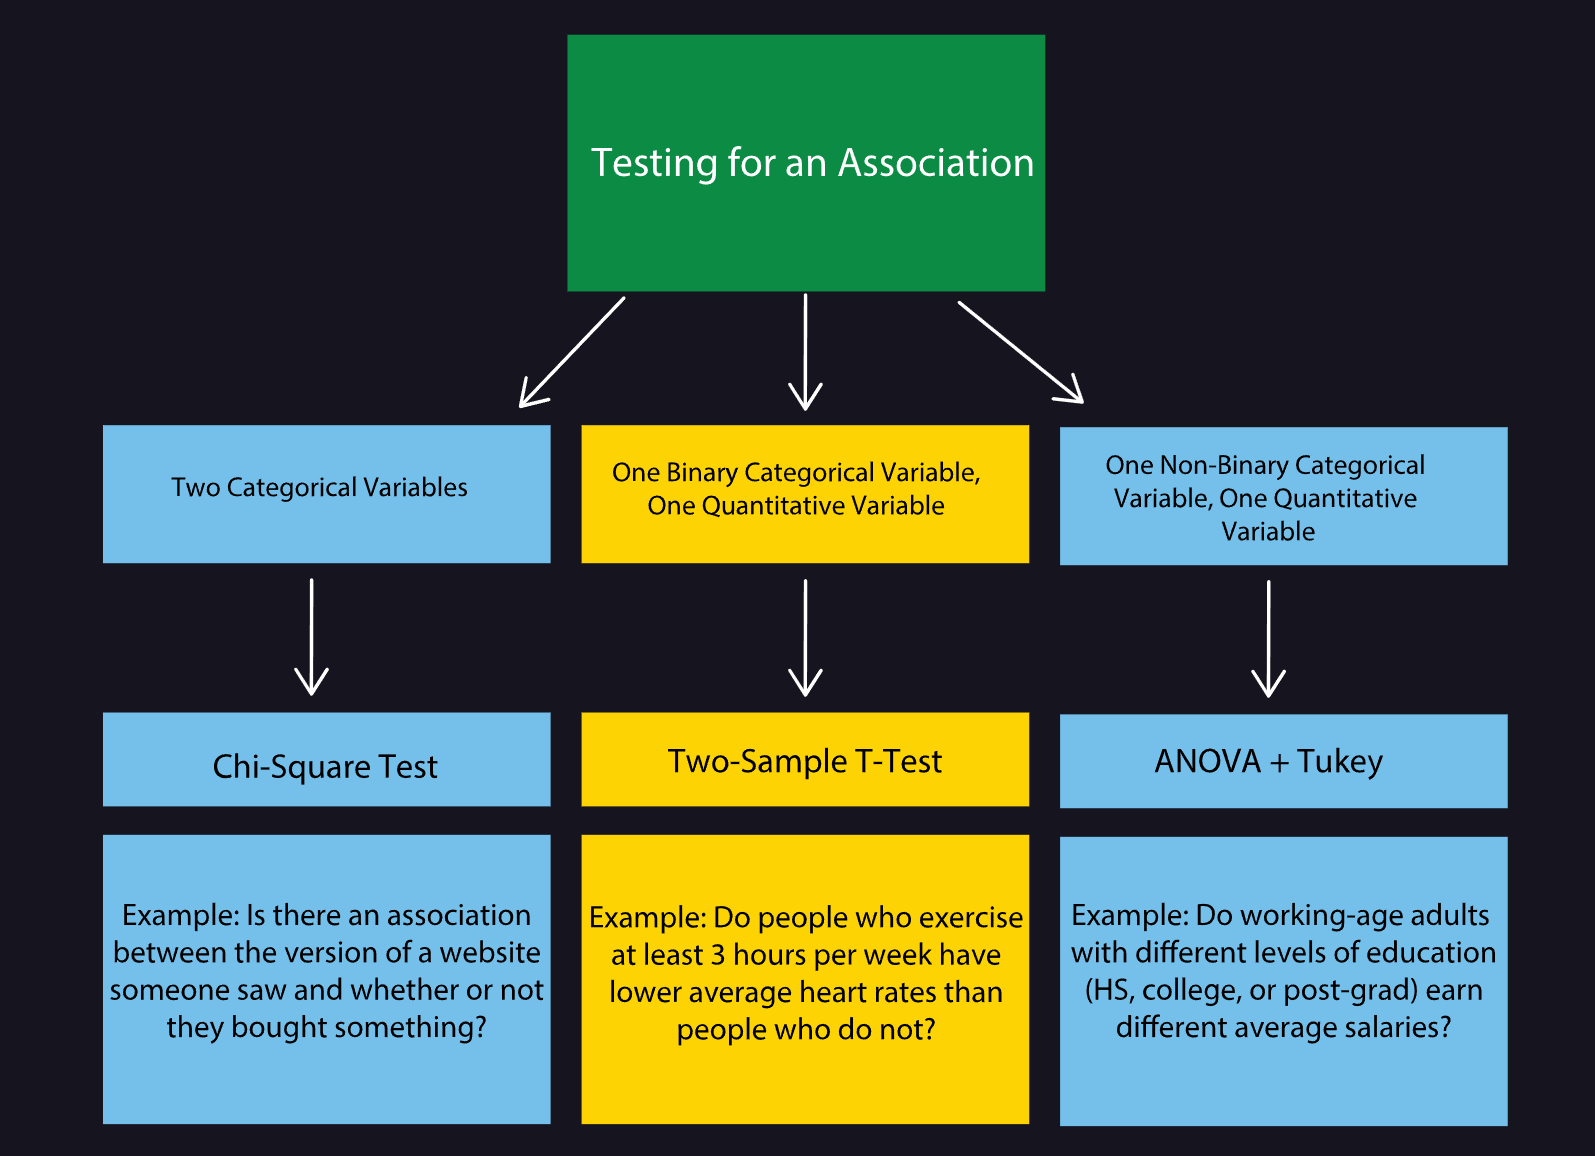 Testing for an Association
Two Categorical Variables
One Binary Categorical Variable,
One Quantitative Variable
One Non-Binary Categorical
Variable, One Quantitative
Variable
Chi-Square Test
Two-Sample T-Test
ANOVA + Tukey
Example: Is there an association
between the version of a website
someone saw and whether or not
they bought something?
Example: Do people who exercise
at least 3 hours per week have
lower average heart rates than
people who do not?
Example: Do working-age adults
with different levels of education
(HS, college, or post-grad) earn
different average salaries?